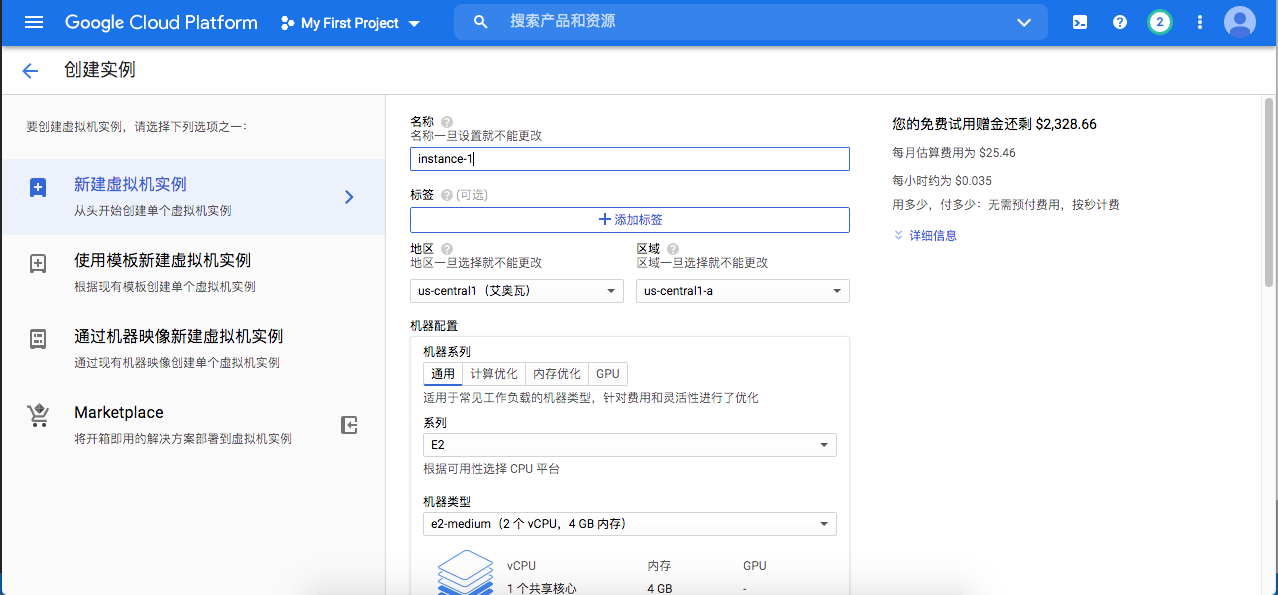 Google Cloud Platform
My First Project
搜索产品和资源
2
创建实例
要创建虚拟机实例，请选择下列选项之一：
新建虚拟机实例
从头开始创建单个虚拟机实例
使用模板新建虚拟机实例
根据现有模板创建单个虚拟机实例
通过机器映像新建虚拟机实例
通过现有机器映像创建单个虚拟机实例
Marketplace
将开箱即用的解决方案部署到虚拟机实例
名称
名称一旦设置就不能更改
instance-1
标签 (可选)
添加标签
地区
地区一旦选择就不能更改
us-central1（艾奥瓦）
区域
区域一旦选择就不能更改
us-central1-a
机器配置
机器系列
通用 计算优化 内存优化 GPU
适用于常见工作负载的机器类型，针对费用和灵活性进行了优化
系列
E2
根据可用性选择 CPU 平台
机器类型
e2-medium（2 个 vCPU，4 GB 内存）
vCPU 内存 GPU
1 个共享核心 4 GB -
您的免费试用赠金还剩 $2,328.66
每月估算费用为 $25.46
每小时约为 $0.035
用多少，付多少：无需预付费用，按秒计费
详细信息